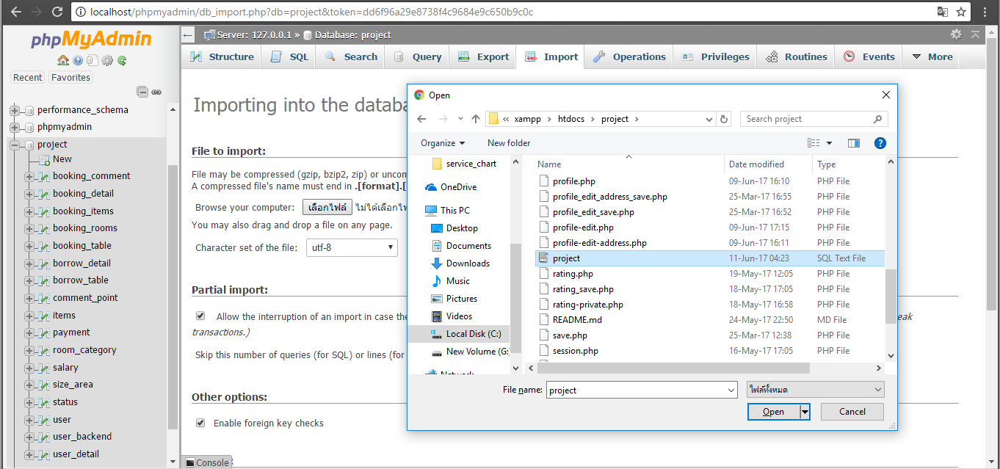 localhost/phpmyadmin/db_import.php?db=project&token=dd6f96a29e8738f4c9684e9c650b9c0c
phpMyAdmin
Recent Favorites
performance_schema
phpmyadmin
project
New
booking_comment
booking_detail
booking_items
booking_rooms
booking_table
borrow_detail
borrow_table
comment_point
items
payment
room_category
salary
size_area
status
user
user_backend
user_detail
Server: 127.0.0.1 » Database: project
Structure SQL Search Query Export Import Operations Privileges Routines Events More
Importing into the databa
File to import:
File may be compressed (gzip, bzip2, zip) or uncom
A compressed file's name must end in .[format].[
Browse your computer: เลือกไฟล์ ไม่ได้เลือกไฟ
You may also drag and drop a file on any page.
Character set of the file: utf-8
Partial import:
Allow the interruption of an import in case the
eak
transactions.)
Skip this number of queries (for SQL) or lines (for
Other options:
Enable foreign key checks
Console
Open
« xampp › htdocs › project ›
Search project
Organize New folder
service_chart
OneDrive
This PC
Desktop
Documents
Downloads
Music
Pictures
Videos
Local Disk (C:)
New Volume (G:
Network
Name Date modified Type
profile.php 09-Jun-17 16:10 PHP File
profile_edit_address_save.php 25-Mar-17 16:55 PHP File
profile_edit_save.php 25-Mar-17 16:52 PHP File
profile-edit.php 09-Jun-17 17:15 PHP File
profile-edit-address.php 09-Jun-17 16:11 PHP File
project 11-Jun-17 04:23 SQL Text File
rating.php 19-May-17 12:05 PHP File
rating_save.php 18-May-17 17:05 PHP File
rating-private.php 18-May-17 16:58 PHP File
README.md 24-May-17 22:50 MD File
save.php 25-Mar-17 12:38 PHP File
session.php 16-May-17 17:05 PHP File
File name: project ไฟล์ทั้งหมด
Open Cancel